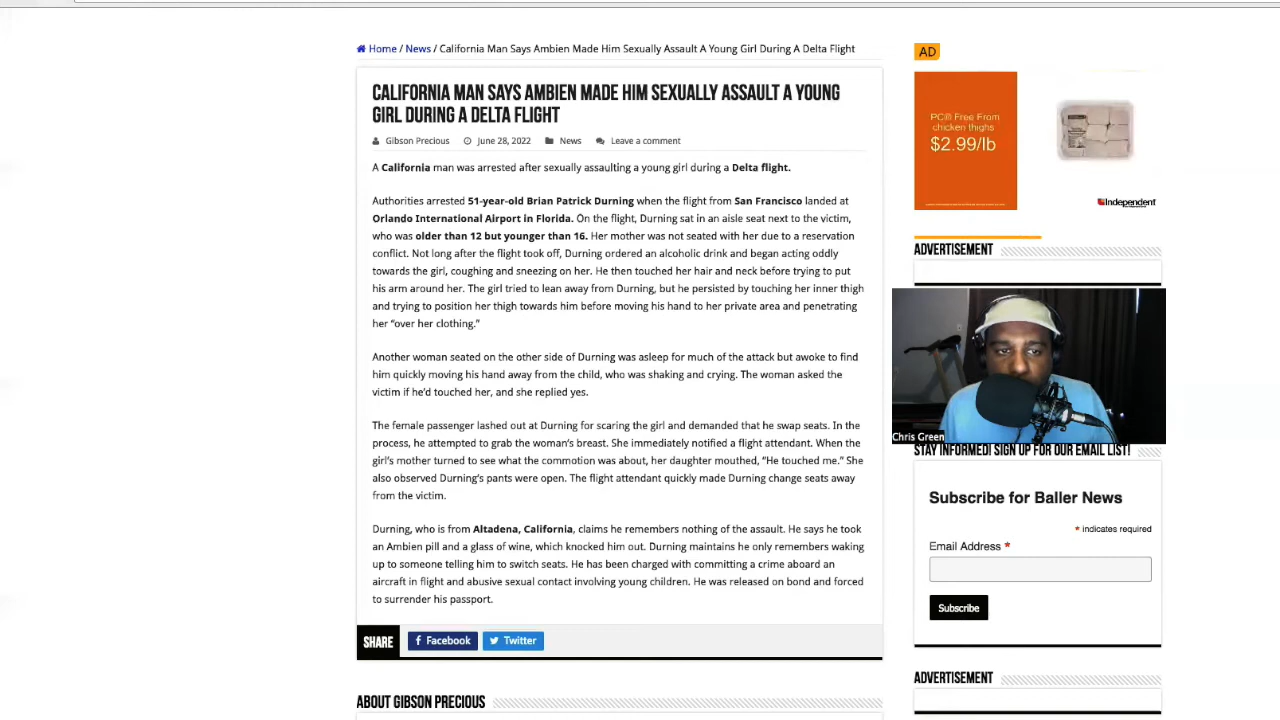 Home / News / California Man Says Ambien Made Him Sexually Assault A Young Girl During A Delta Flight
CALIFORNIA MAN SAYS AMBIEN MADE HIM SEXUALLY ASSAULT A YOUNG
GIRL DURING A DELTA FLIGHT
Gibson Precious June 28, 2022 News Leave a comment
A California man was arrested after sexually assaulting a young girl during a Delta flight.
Authorities arrested 51-year-old Brian Patrick Durning when the flight from San Francisco landed at
Orlando International Airport in Florida. On the flight, Durning sat in an aisle seat next to the victim,
who was older than 12 but younger than 16. Her mother was not seated with her due to a reservation
conflict. Not long after the flight took off, Durning ordered an alcoholic drink and began acting oddly
towards the girl, coughing and sneezing on her. He then touched her hair and neck before trying to put
his arm around her. The girl tried to lean away from Durning, but he persisted by touching her inner thigh
and trying to position her thigh towards him before moving his hand to her private area and penetrating
her “over her clothing.”
Another woman seated on the other side of Durning was asleep for much of the attack but awoke to find
him quickly moving his hand away from the child, who was shaking and crying. The woman asked the
victim if he’d touched her, and she replied yes.
The female passenger lashed out at Durning for scaring the girl and demanded that he swap seats. In the
process, he attempted to grab the woman’s breast. She immediately notified a flight attendant. When the
girl’s mother turned to see what the commotion was about, her daughter mouthed, “He touched me.” She
also observed Durning’s pants were open. The flight attendant quickly made Durning change seats away
from the victim.
Durning, who is from Altadena, California, claims he remembers nothing of the assault. He says he took
an Ambien pill and a glass of wine, which knocked him out. Durning maintains he only remembers waking
up to someone telling him to switch seats. He has been charged with committing a crime aboard an
aircraft in flight and abusive sexual contact involving young children. He was released on bond and forced
to surrender his passport.
SHARE Facebook Twitter
ABOUT GIBSON PRECIOUS
AD
PC® Free From
chicken thighs
$2.99/lb
Independent
ADVERTISEMENT
Chris Green
STAY INFORMED! SIGN UP FOR OUR EMAIL LIST!
Subscribe for Baller News
* indicates required
Email Address *
Subscribe
ADVERTISEMENT